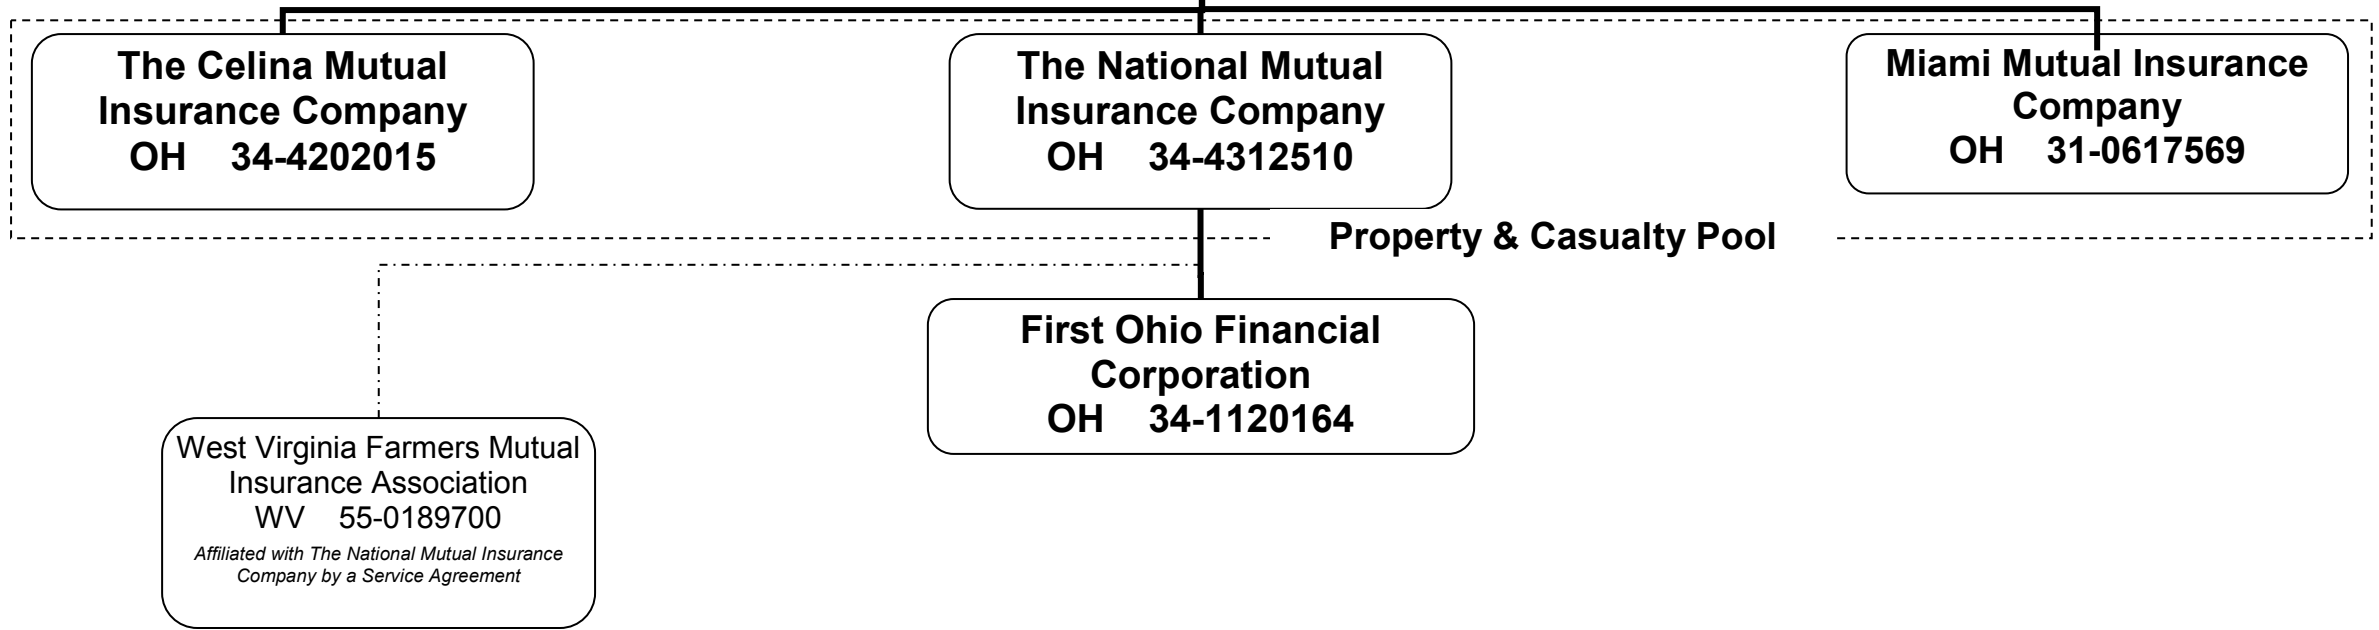 The Celina Mutual
Insurance Company
OH 34-4202015
The National Mutual
Insurance Company
OH 34-4312510
Miami Mutual Insurance
Company
OH 31-0617569
Property & Casualty Pool
First Ohio Financial
Corporation
OH 34-1120164
West Virginia Farmers Mutual
Insurance Association
WV 55-0189700
Affiliated with The National Mutual Insurance
Company by a Service Agreement